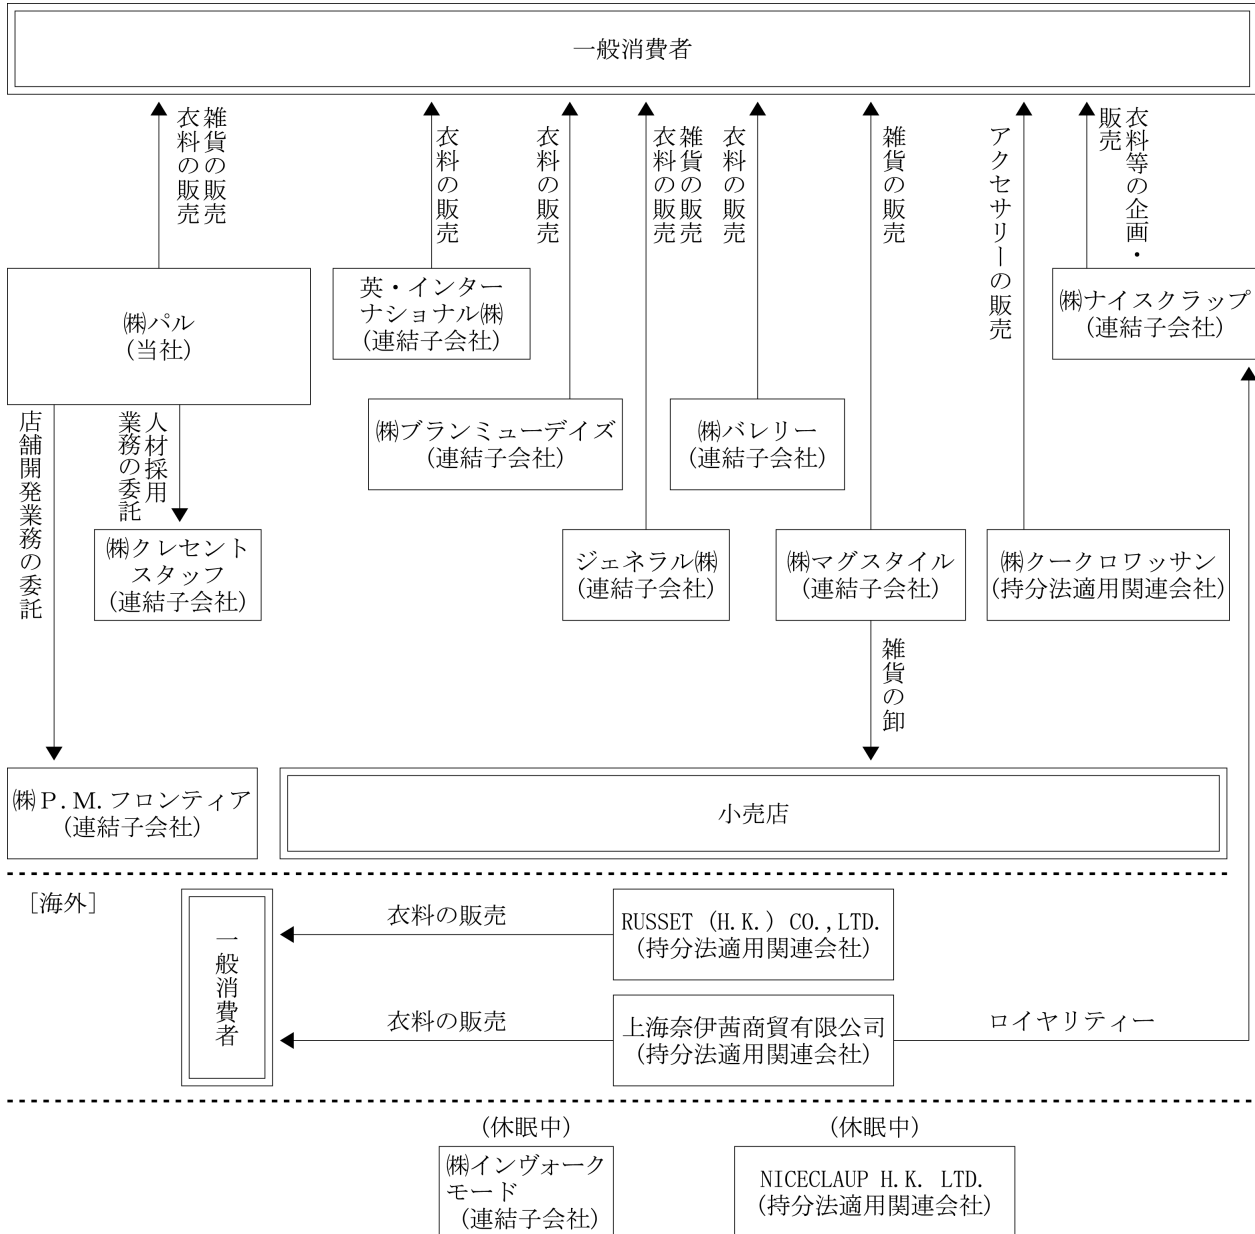 一般消費者
雑貨の販売
衣料の販売
衣料の販売
衣料の販売
雑貨の販売
衣料の販売
衣料の販売
雑貨の販売
アクセサリーの販売
衣料等の企画・
販売
㈱パル
(当社)
英・インター
ナショナル㈱
(連結子会社)
㈱ナイスクラップ
(連結子会社)
㈱ブランミューデイズ
(連結子会社)
㈱バレリー
(連結子会社)
店舗開発業務の委託
人材採用
業務の委託
㈱クレセント
スタッフ
(連結子会社)
ジェネラル㈱
(連結子会社)
㈱マグスタイル
(連結子会社)
㈱クークロワッサン
(持分法適用関連会社)
雑貨の卸
㈱Ｐ.Ｍ.フロンティア
(連結子会社)
小売店
[海外]
一般消費者
衣料の販売
RUSSET (H.K.) CO.,LTD.
(持分法適用関連会社)
衣料の販売
上海奈伊茜商貿有限公司
(持分法適用関連会社)
ロイヤリティー
(休眠中)
㈱インヴォーク
モード
(連結子会社)
(休眠中)
NICECLAUP H.K. LTD.
(持分法適用関連会社)